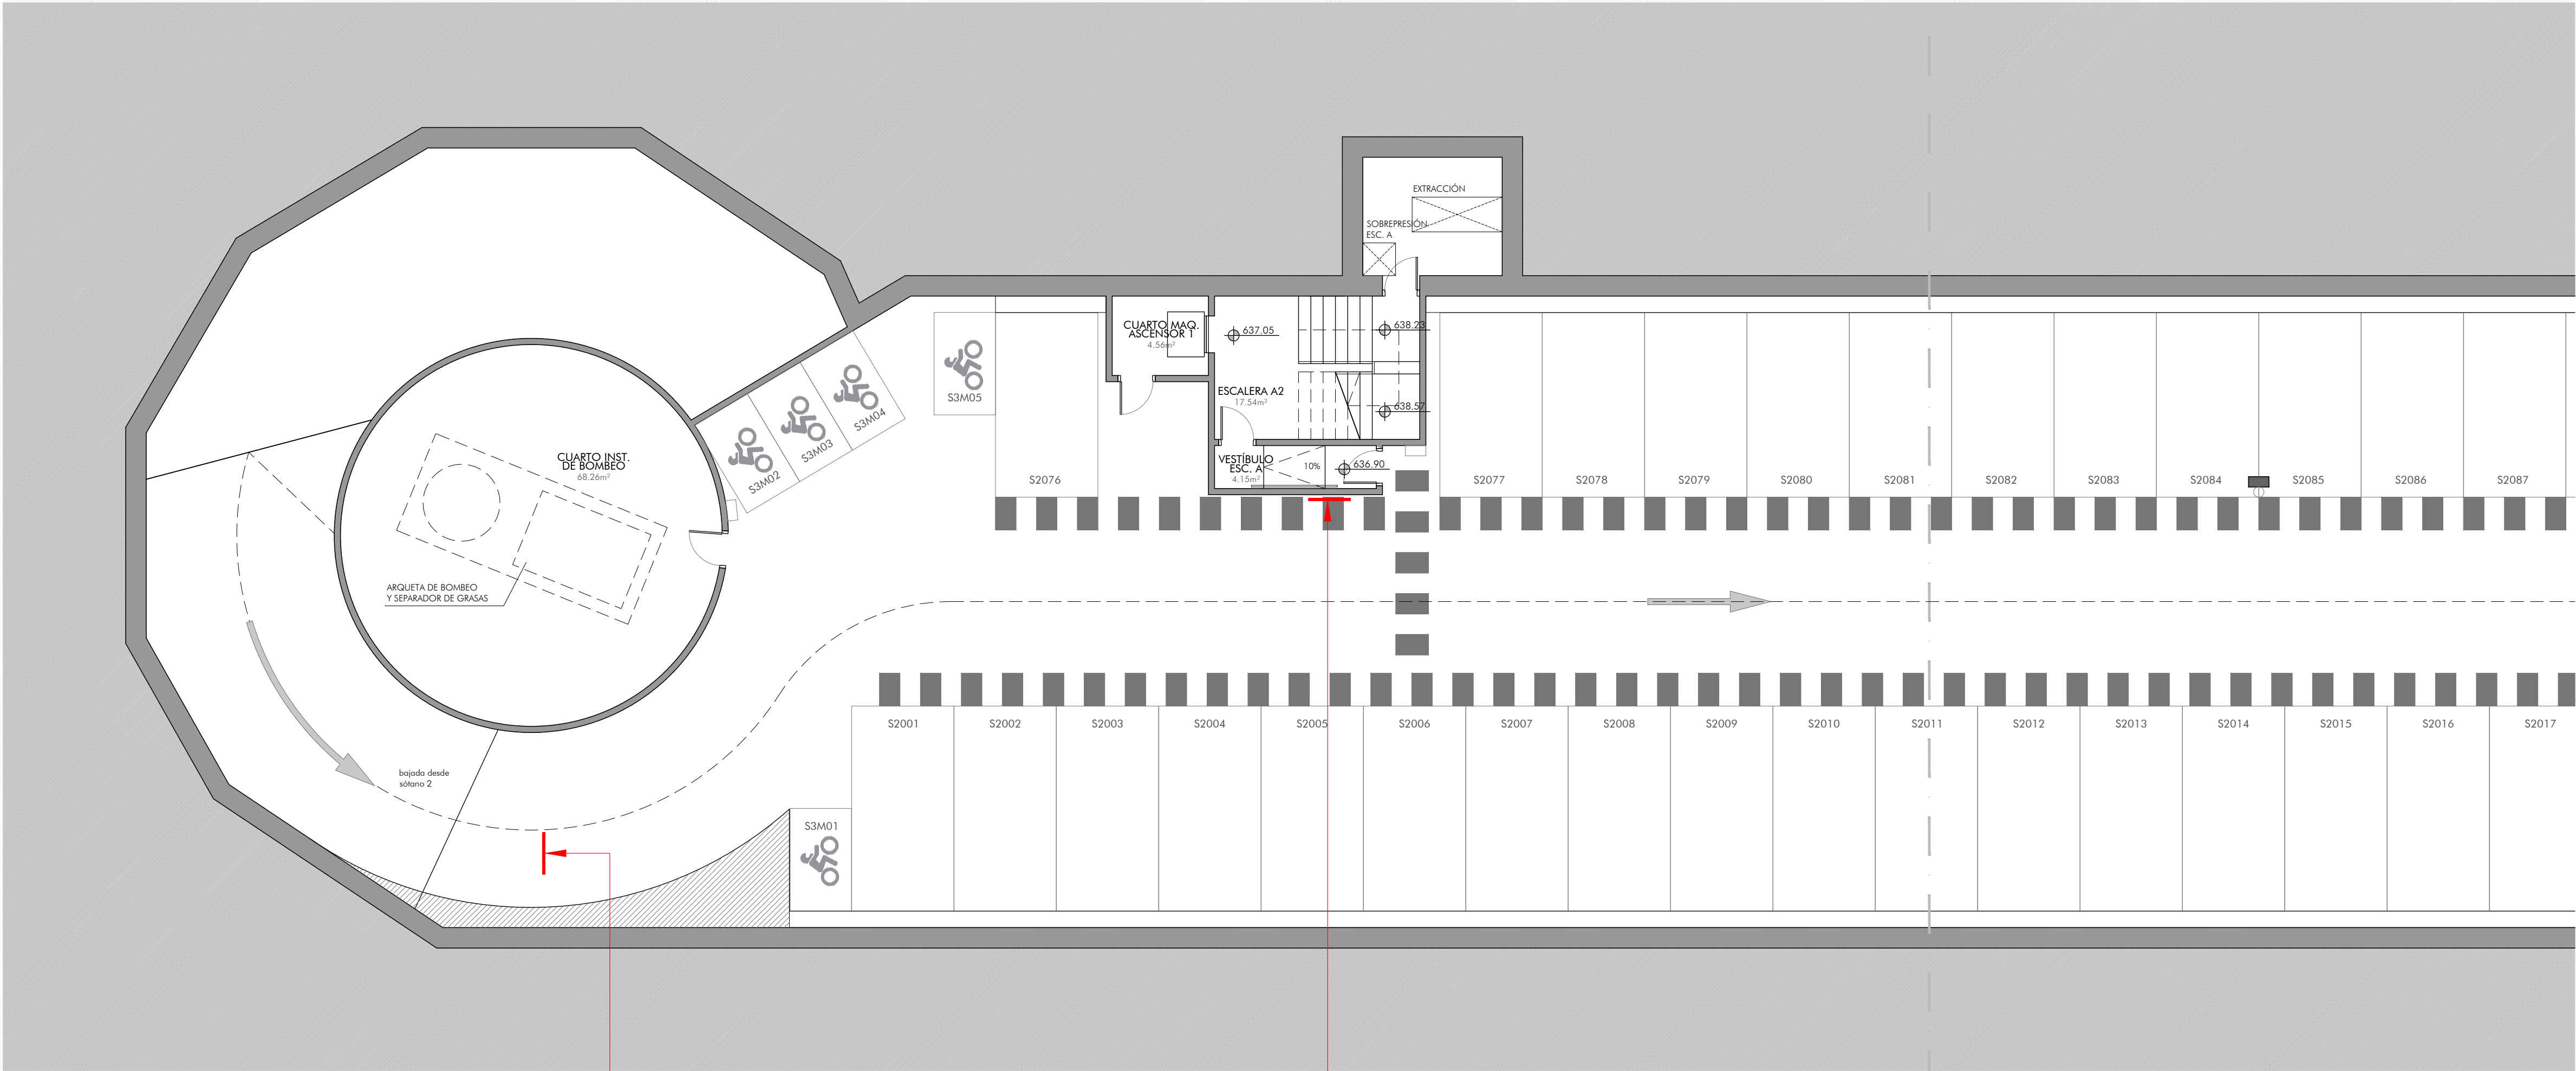 EXTRACCIÓN
SOBREPRESIÓN
ESC. A
CUARTO MAQ.
ASCENSOR 1
4.56m²
637.05
638.23
ESCALERA A2
17.54m²
638.57
VESTÍBULO
ESC. A
4.15m²
10%
636.90
S3M05
S3M04
S3M03
S3M02
CUARTO INST.
DE BOMBEO
68.26m²
ARQUETA DE BOMBEO
Y SEPARADOR DE GRASAS
S2076
S2077
S2078
S2079
S2080
S2081
S2082
S2083
S2084
S2085
S2086
S2087
bajada desde
sótano 2
S3M01
S2001
S2002
S2003
S2004
S2005
S2006
S2007
S2008
S2009
S2010
S2011
S2012
S2013
S2014
S2015
S2016
S2017